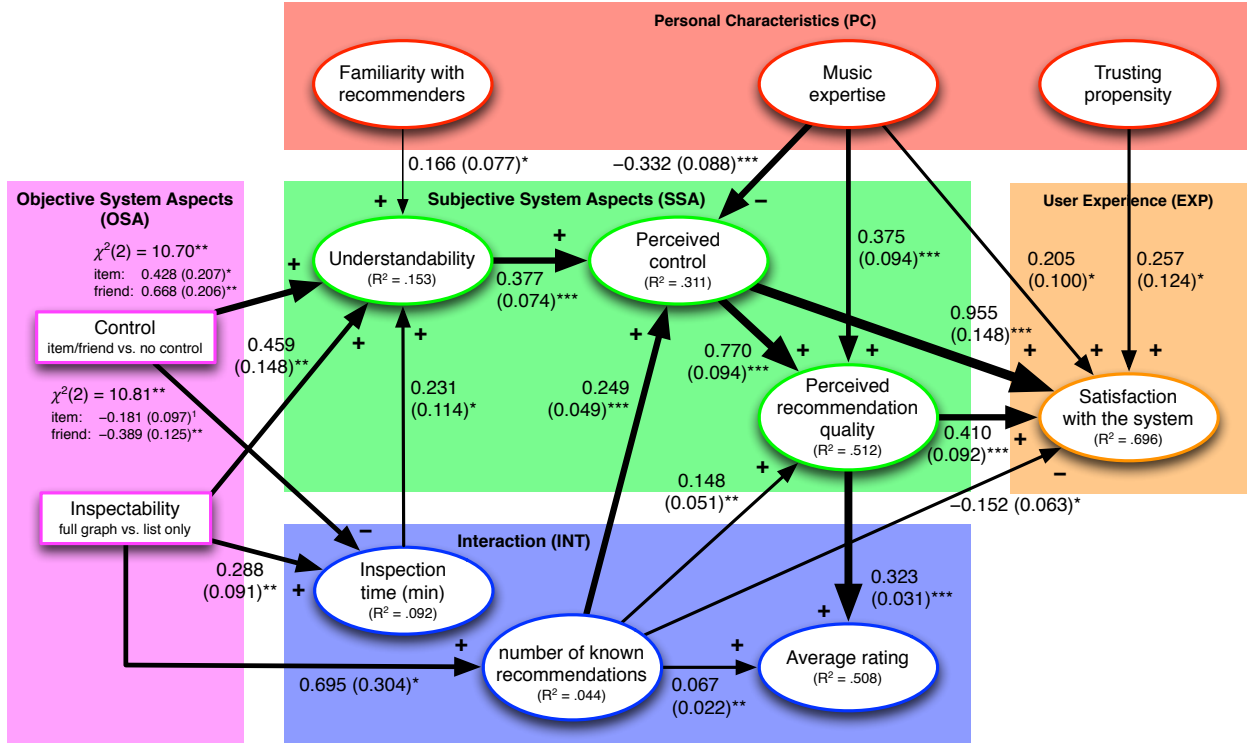 Personal Characteristics (PC)
Familiarity with
recommenders
Music
expertise
Trusting
propensity
0.166 (0.077)*
−0.332 (0.088)***
Objective System Aspects
(OSA)
Subjective System Aspects (SSA)
User Experience (EXP)
χ²(2) = 10.70**
item: 0.428 (0.207)*
friend: 0.668 (0.206)**
+
+
Understandability
(R² = .153)
+
0.377
(0.074)***
Perceived
control
(R² = .311)
−
0.375
(0.094)***
0.205
(0.100)*
0.257
(0.124)*
Control
item/friend vs. no control
0.459
(0.148)**
+
+
+
0.770
(0.094)***
+
+
0.955
(0.148)***
+
+
+
χ²(2) = 10.81**
item: −0.181 (0.097)¹
friend: −0.389 (0.125)**
0.231
(0.114)*
0.249
(0.049)***
Perceived
recommendation
quality
(R² = .512)
0.410
(0.092)***
+
Satisfaction
with the system
(R² = .696)
Inspectability
full graph vs. list only
0.148
(0.051)**
+
−
−0.152 (0.063)*
−
Interaction (INT)
0.288
(0.091)**
+
Inspection
time (min)
(R² = .092)
0.323
(0.031)***
+
+
0.695 (0.304)*
number of known
recommendations
(R² = .044)
+
0.067
(0.022)**
Average rating
(R² = .508)